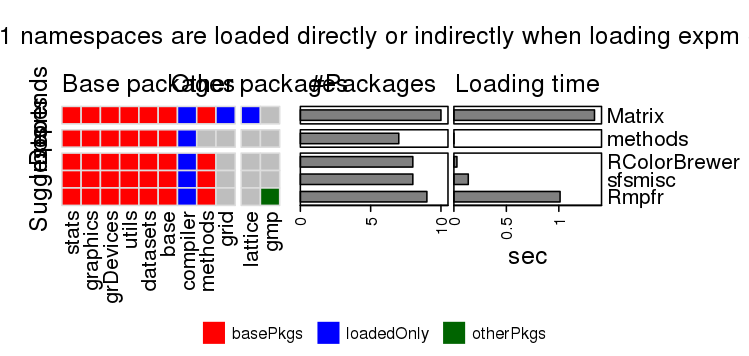 1 namespaces are loaded directly or indirectly when loading expm
Base packages
Other packages
#Packages
Loading time
Matrix
methods
RColorBrewer
sfsmisc
Rmpfr
Suggests
stats
graphics
grDevices
utils
datasets
base
compiler
methods
grid
lattice
gmp
0
5
10
0
0.5
1
sec
basePkgs
loadedOnly
otherPkgs